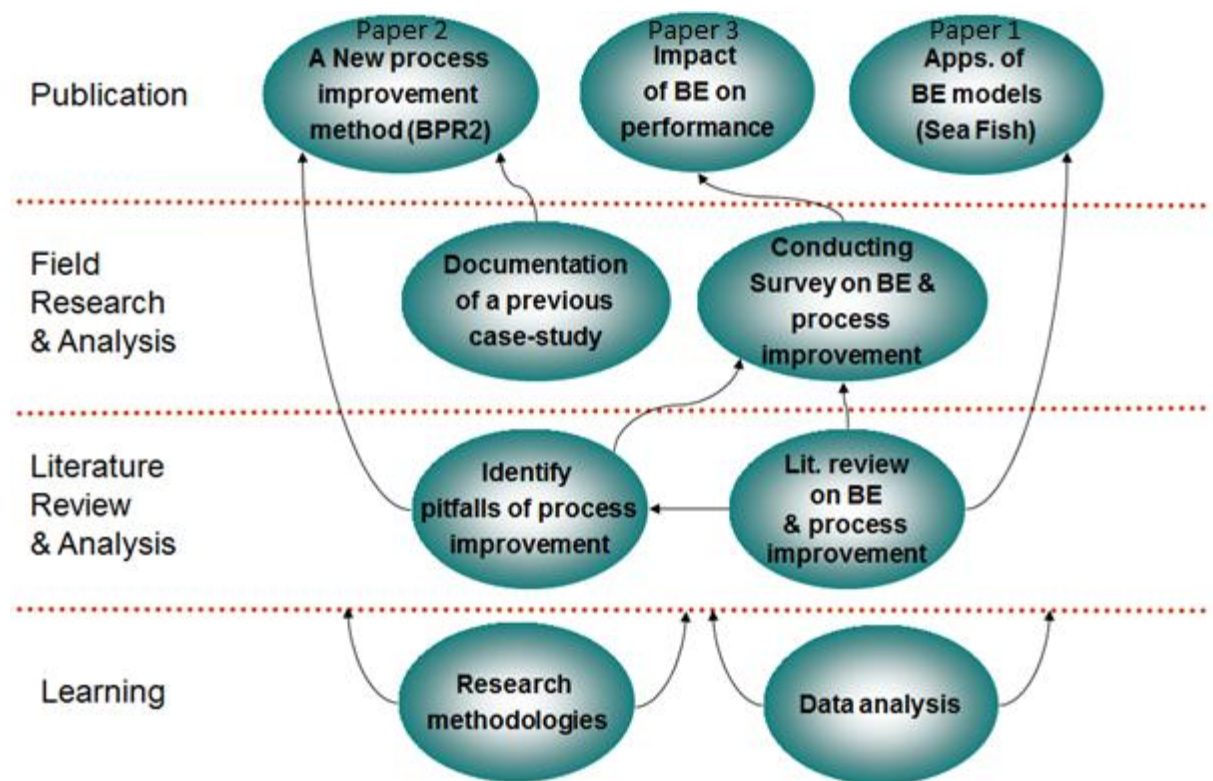 Publication
Paper 2
A New process
improvement
method (BPR2)
Paper 3
Impact
of BE on
performance
Paper 1
Apps. of
BE models
(Sea Fish)
Field
Research
& Analysis
Documentation
of a previous
case-study
Conducting
Survey on BE &
process
improvement
Literature
Review
& Analysis
Identify
pitfalls of process
improvement
Lit. review
on BE
& process
improvement
Learning
Research
methodologies
Data analysis